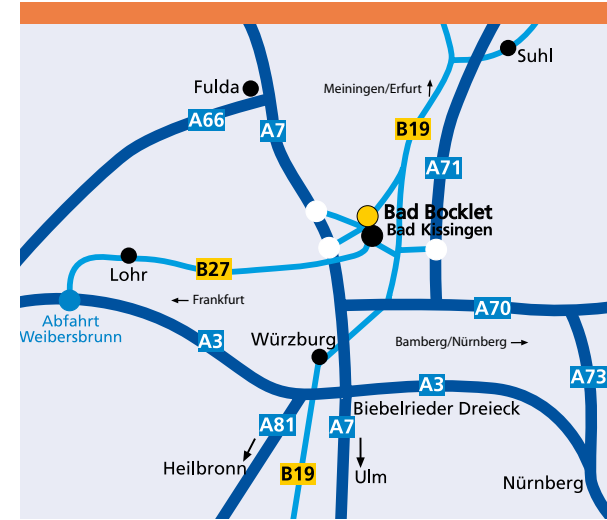 Suhl
Fulda
Meiningen/Erfurt
A66
A7
B19
A71
Bad Bocklet
Bad Kissingen
Lohr
B27
Frankfurt
Abfahrt
Weibersbrunn
A70
A3
Würzburg
Bamberg/Nürnberg
A73
A3
Biebelrieder Dreieck
A81
A7
Heilbronn
B19
Ulm
Nürnberg